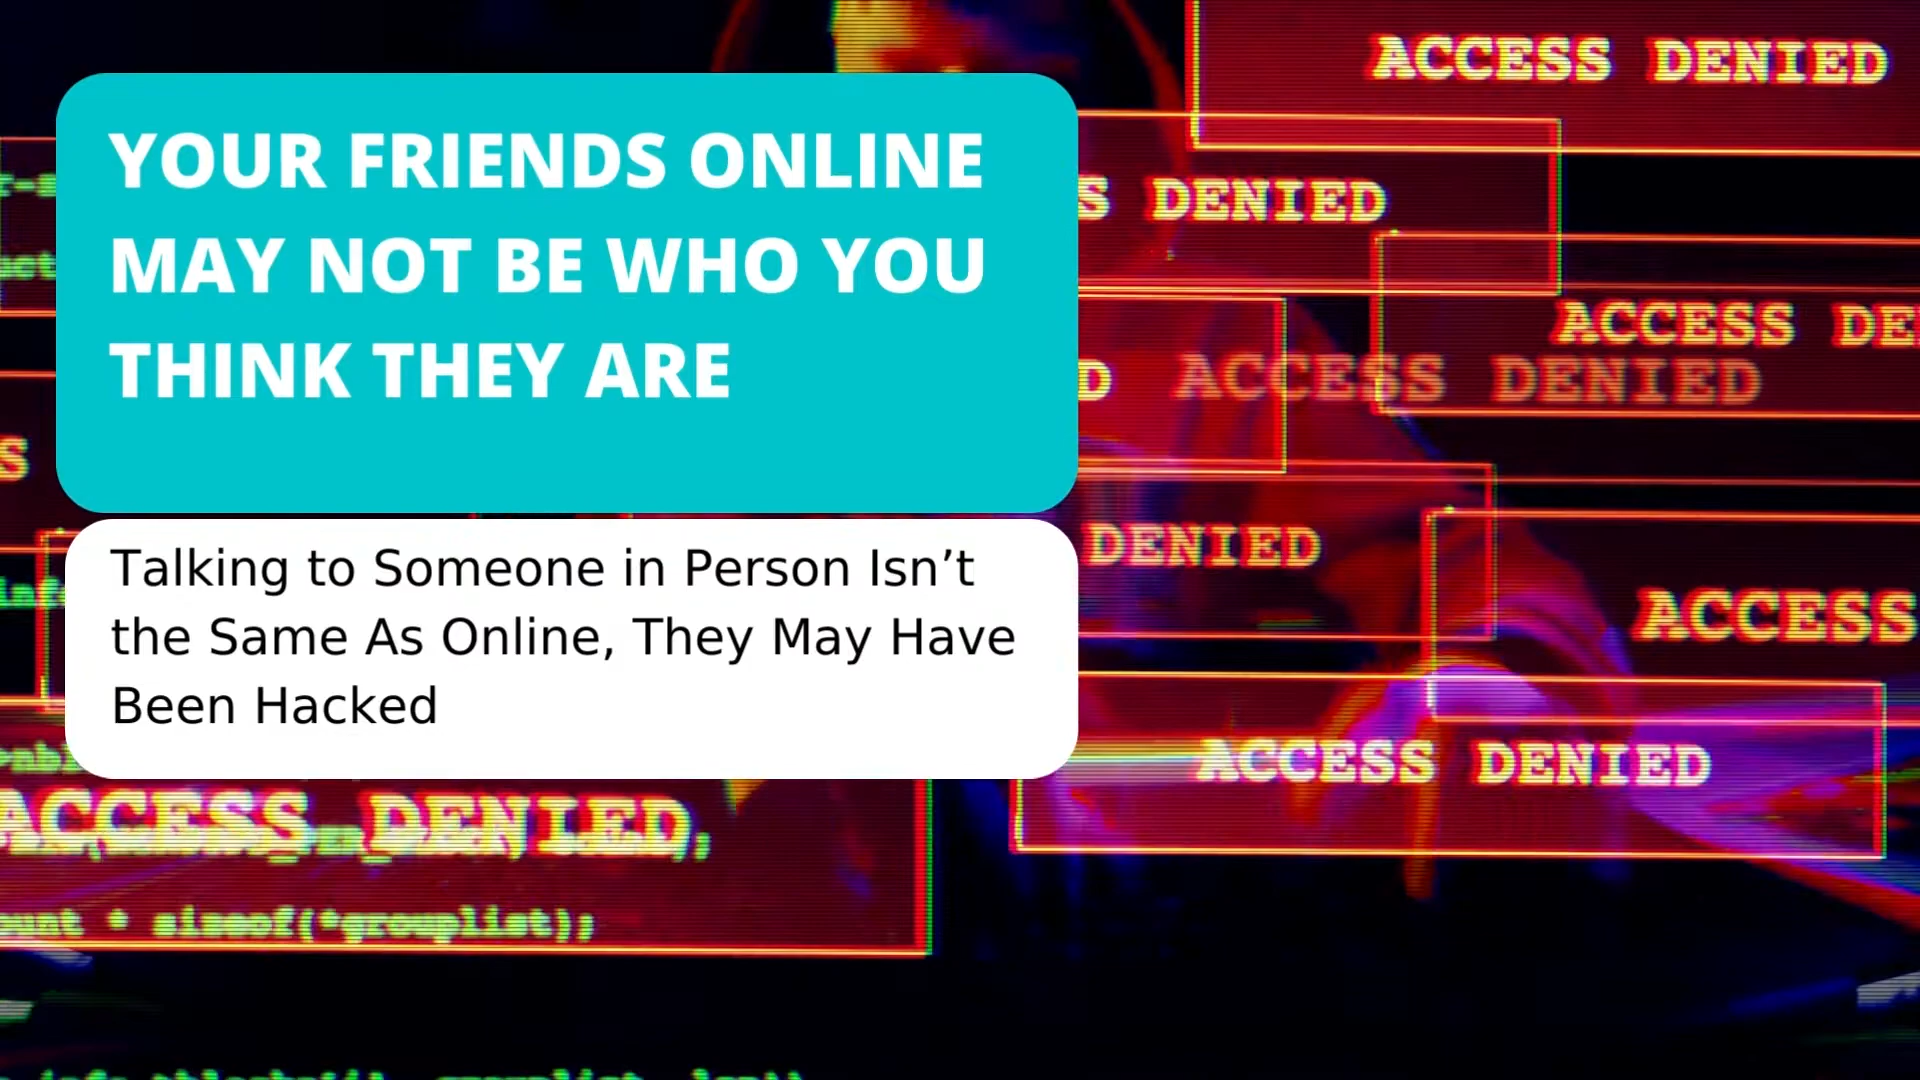 YOUR FRIENDS ONLINE
MAY NOT BE WHO YOU
THINK THEY ARE
Talking to Someone in Person Isn’t
the Same As Online, They May Have
Been Hacked
ACCESS DENIED
DENIED
ACCESS
ACCESS DENIED
DENIED
ACCESS
ACCESS DENIED
ACCESS DENIED
* sizeof(*grouplist);